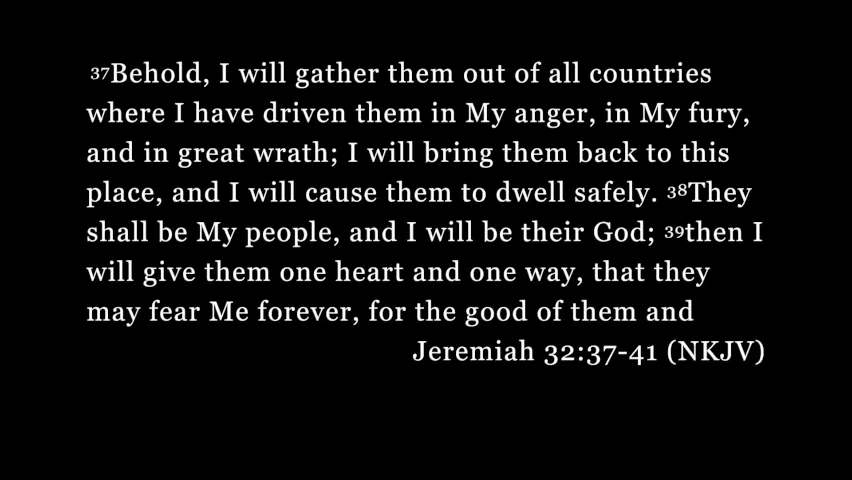 37Behold, I will gather them out of all countries
where I have driven them in My anger, in My fury,
and in great wrath; I will bring them back to this
place, and I will cause them to dwell safely. 38They
shall be My people, and I will be their God; 39then I
will give them one heart and one way, that they
may fear Me forever, for the good of them and
Jeremiah 32:37-41 (NKJV)